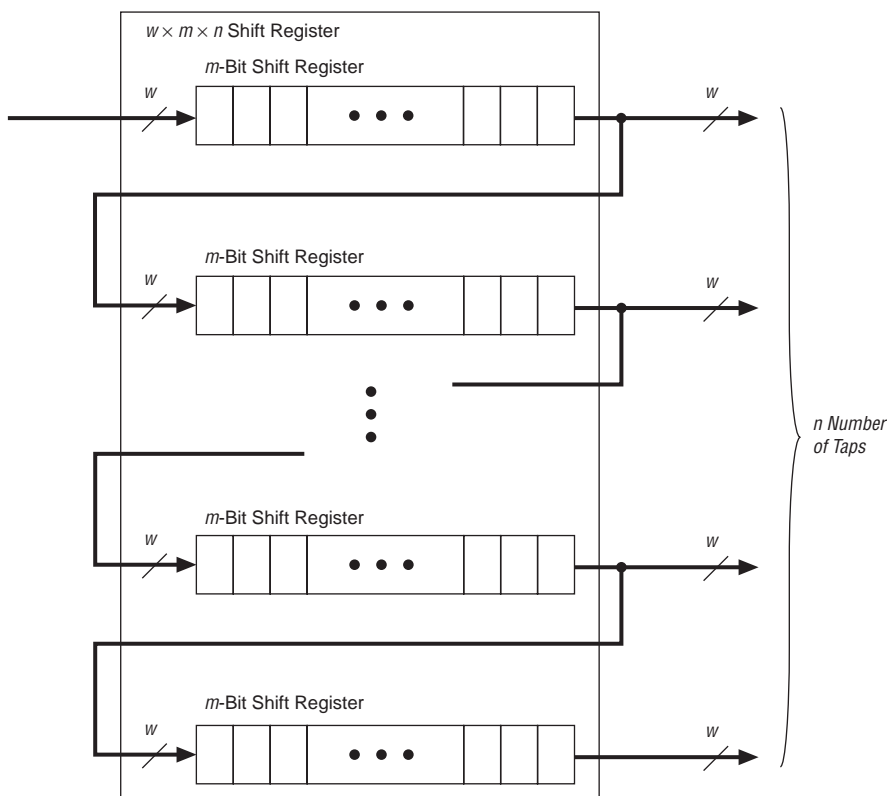 w × m × n Shift Register
m-Bit Shift Register
w
w
m-Bit Shift Register
w
w
n Number
of Taps
m-Bit Shift Register
w
w
m-Bit Shift Register
w
w